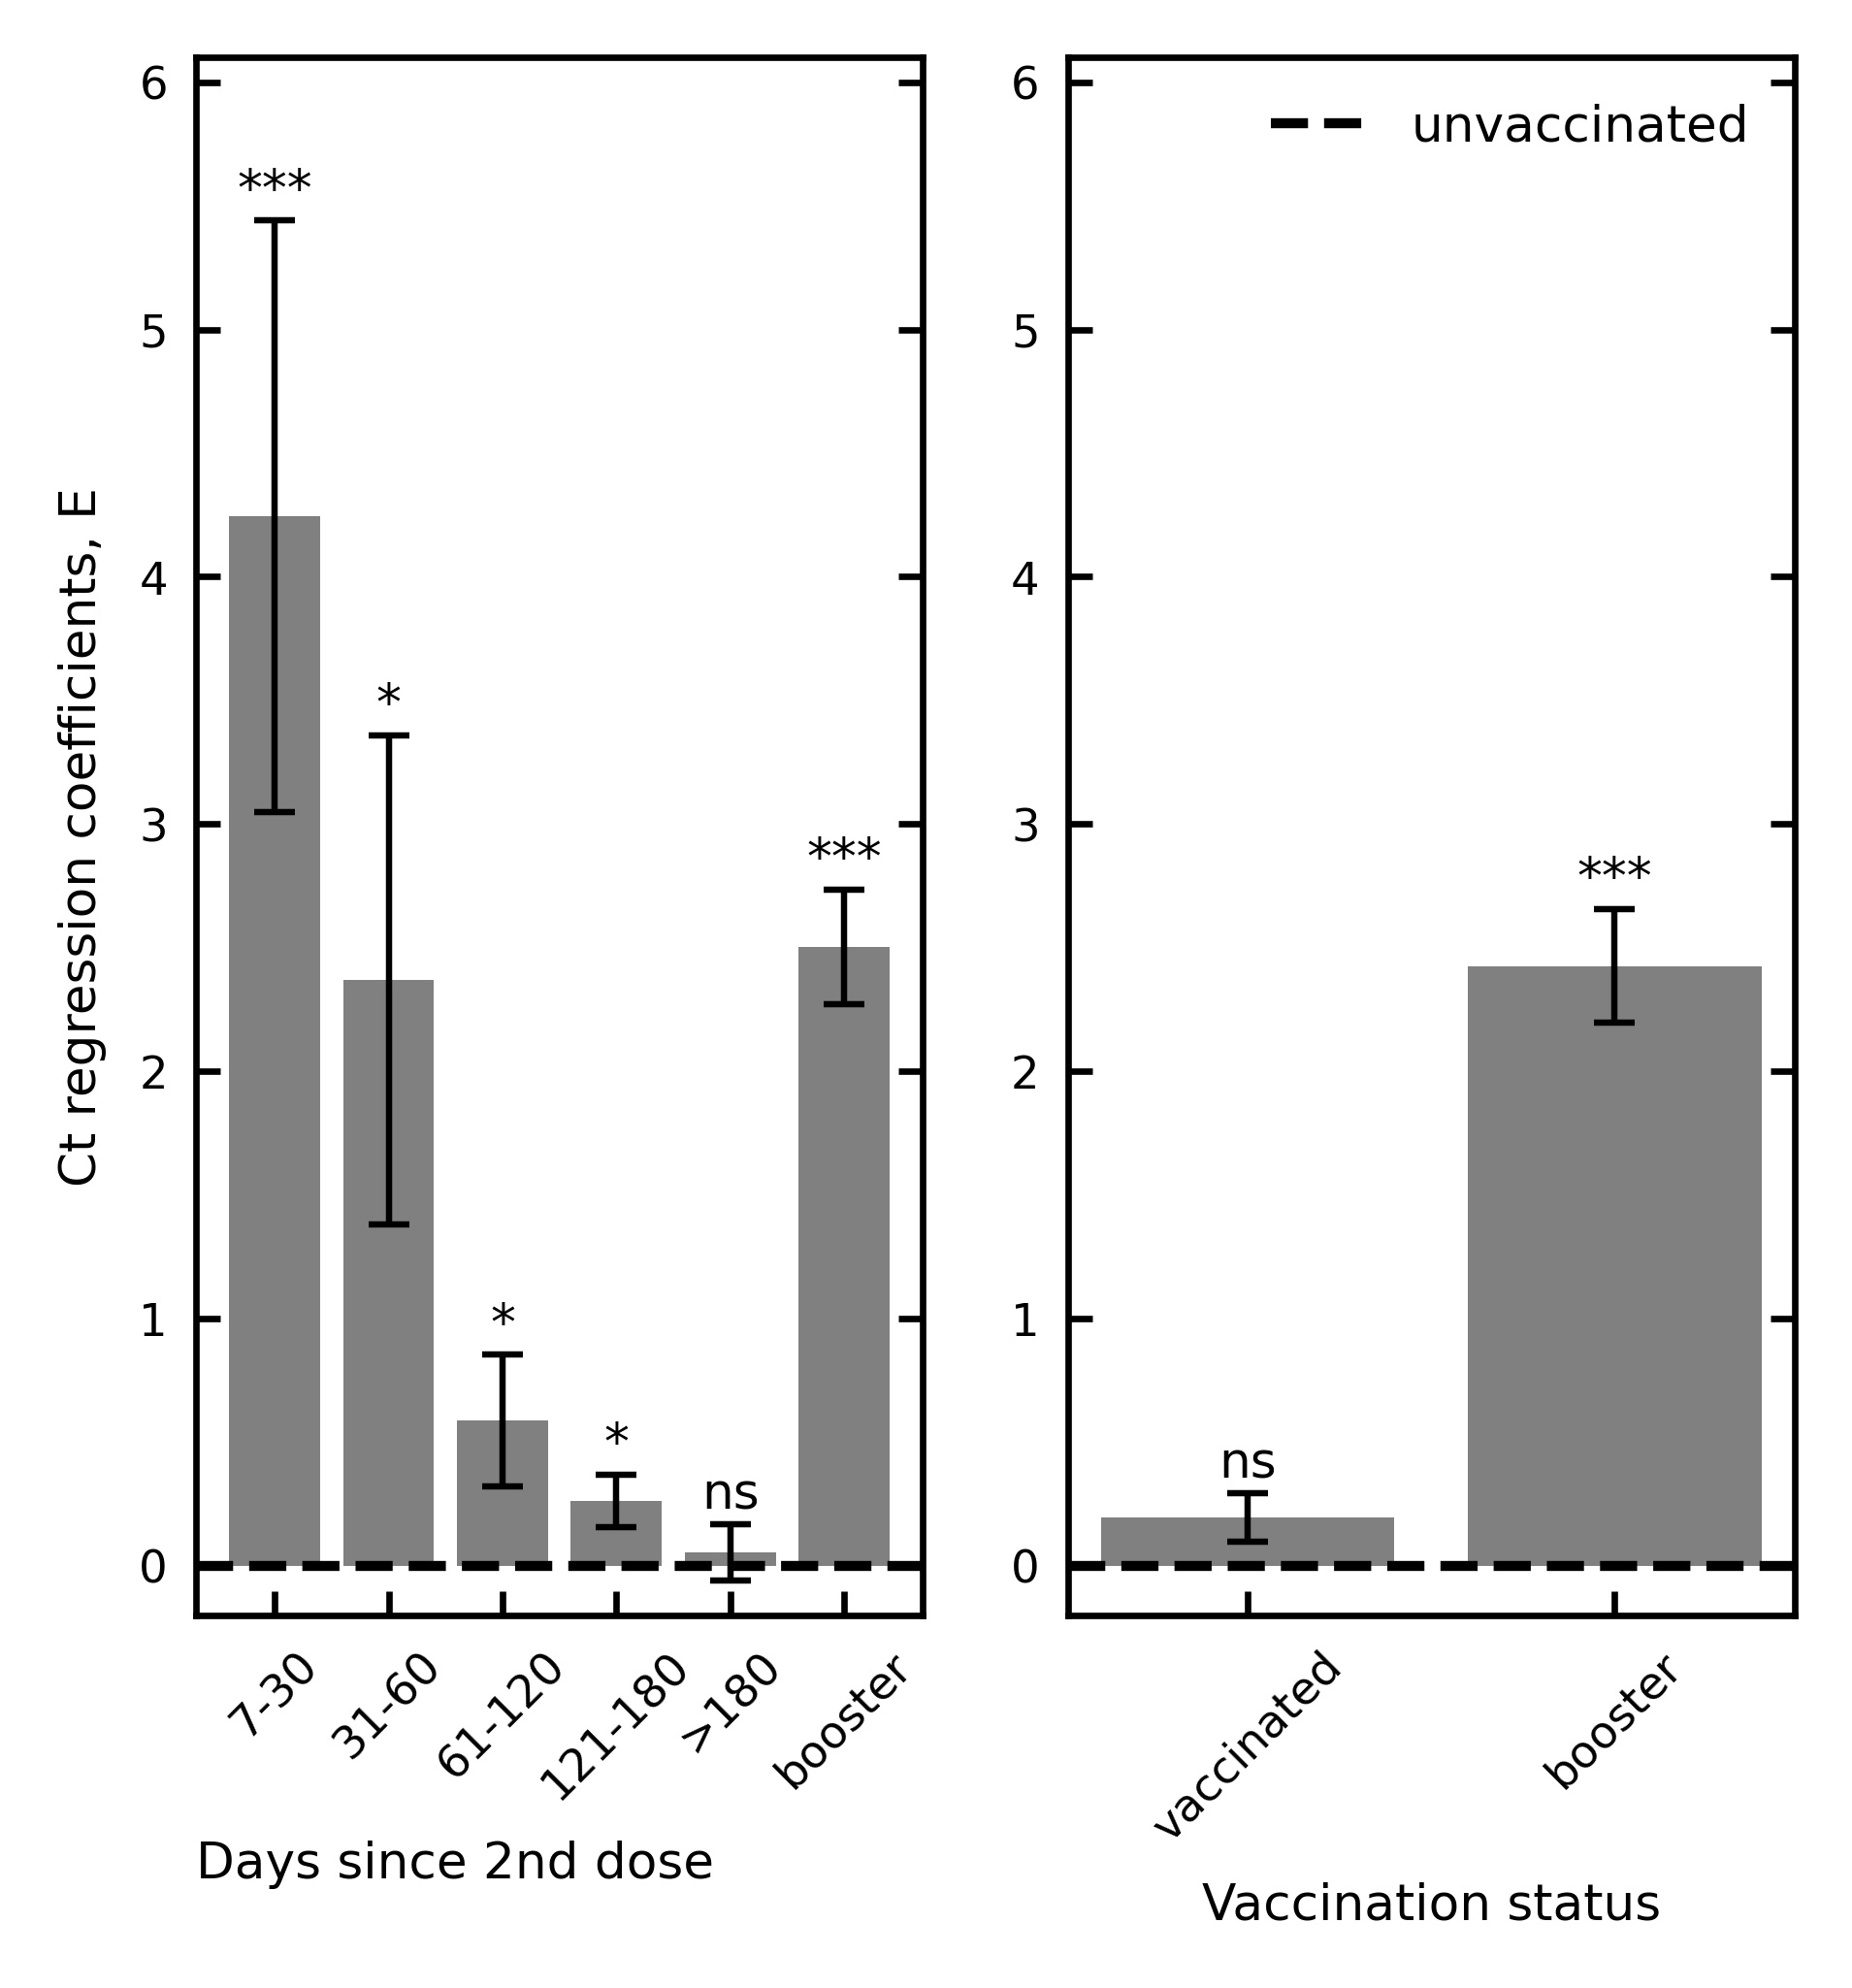 Ct regression coefficients, E
6
5
4
3
2
1
0
***
*
*
*
ns
***
7-30
31-60
61-120
121-180
>180
booster
Days since 2nd dose
6
5
4
3
2
1
0
unvaccinated
ns
***
vaccinated
booster
Vaccination status